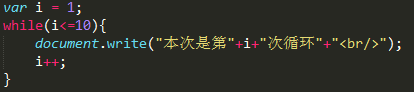 var i = 1;
while(i<=10){
    document.write("本次是第"+i+"次循环"+"<br/>");
    i++;
}